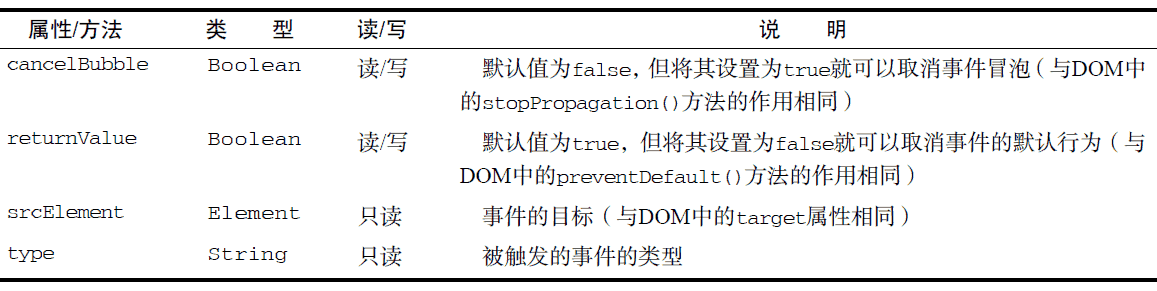 属性/方法 类 型 读/写 说 明
cancelBubble Boolean 读/写 默认值为false，但将其设置为true就可以取消事件冒泡（与DOM中
的stopPropagation()方法的作用相同）
returnValue Boolean 读/写 默认值为true，但将其设置为false就可以取消事件的默认行为（与
DOM中的preventDefault()方法的作用相同）
srcElement Element 只读 事件的目标（与DOM中的target属性相同）
type String 只读 被触发的事件的类型